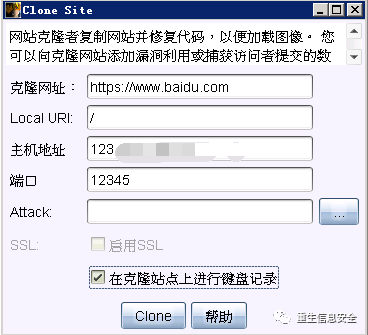 Clone Site
网站克隆者复制网站并修复代码，以便加载图像。 您
可以向克隆网站添加漏洞利用或捕获访问者提交的数
克隆网址： https://www.baidu.com
Local URI: /
主机地址 123
端口 12345
Attack: ...
SSL: 启用SSL
在克隆站点上进行键盘记录
Clone 帮助
重生信息安全